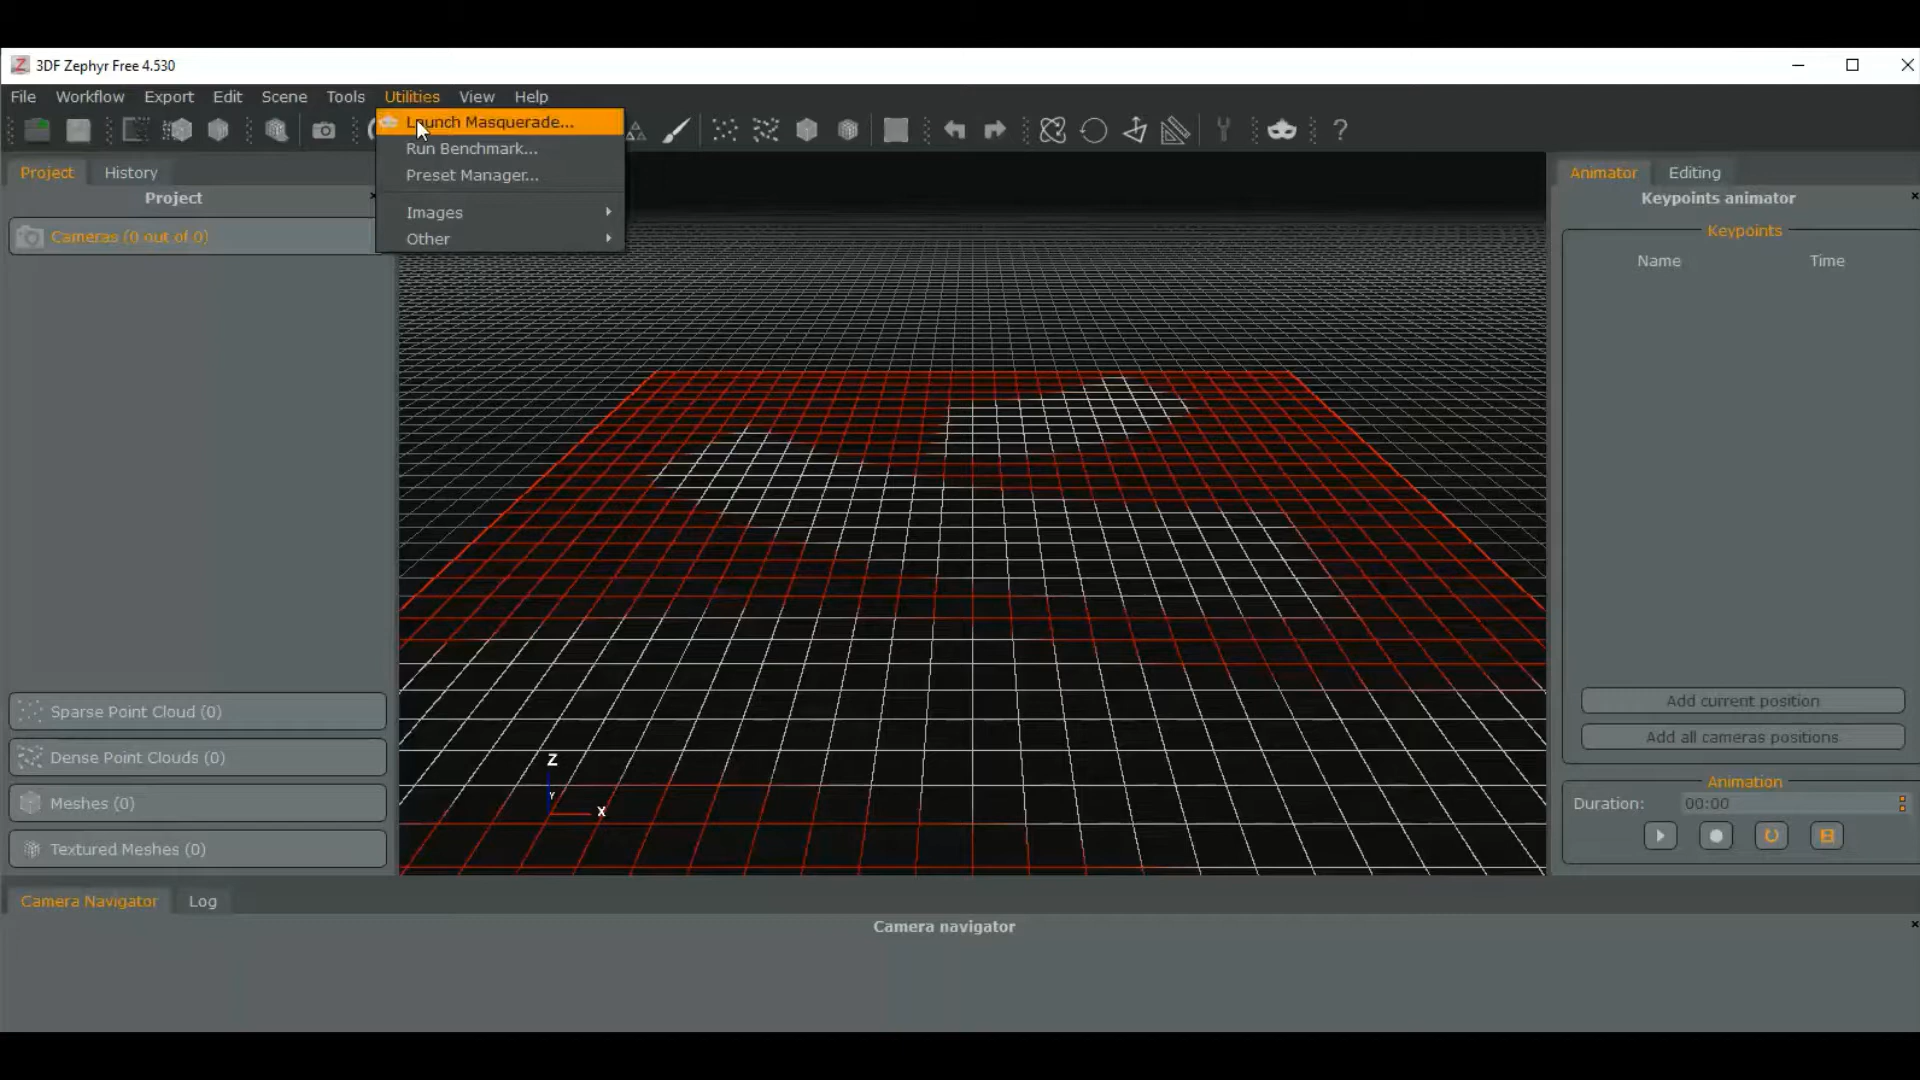 3DF Zephyr Free 4.530
File Workflow Export Edit Scene Tools Utilities View Help
Launch Masquerade...
Run Benchmark...
Preset Manager...
Images
Other
Project History
Project
Cameras (0 out of 0)
Sparse Point Cloud (0)
Dense Point Clouds (0)
Meshes (0)
Textured Meshes (0)
Z
Y
X
Animator Editing
Keypoints animator
Keypoints
Name Time
Add current position
Add all cameras positions
Animation
Duration: 00:00
Camera Navigator Log
Camera navigator